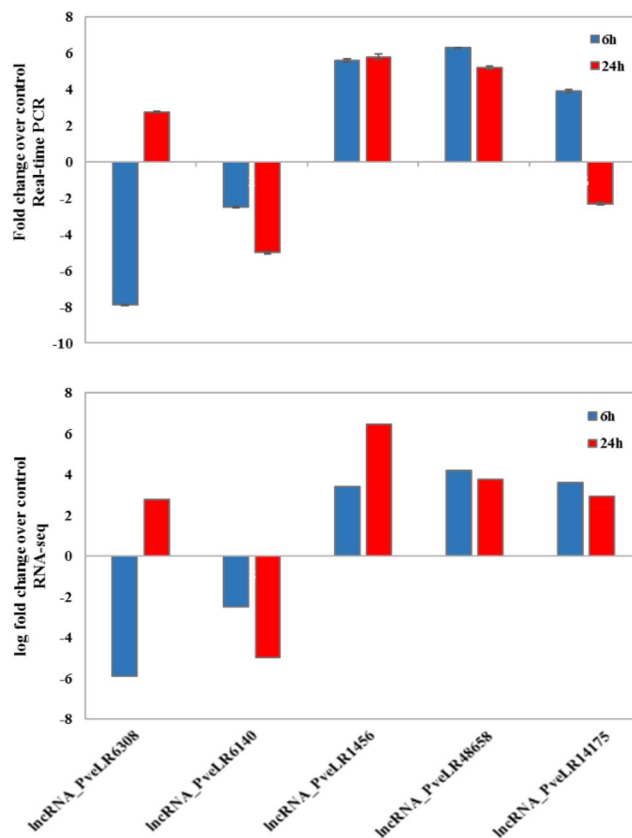 Fold change over control
Real-time PCR
8
6
4
2
0
-2
-4
-6
-8
-10
6h
24h
log fold change over control
RNA-seq
8
6
4
2
0
-2
-4
-6
-8
6h
24h
lncRNA_PveLR6308
lncRNA_PveLR6140
lncRNA_PveLR1456
lncRNA_PveLR48658
lncRNA_PveLR14175